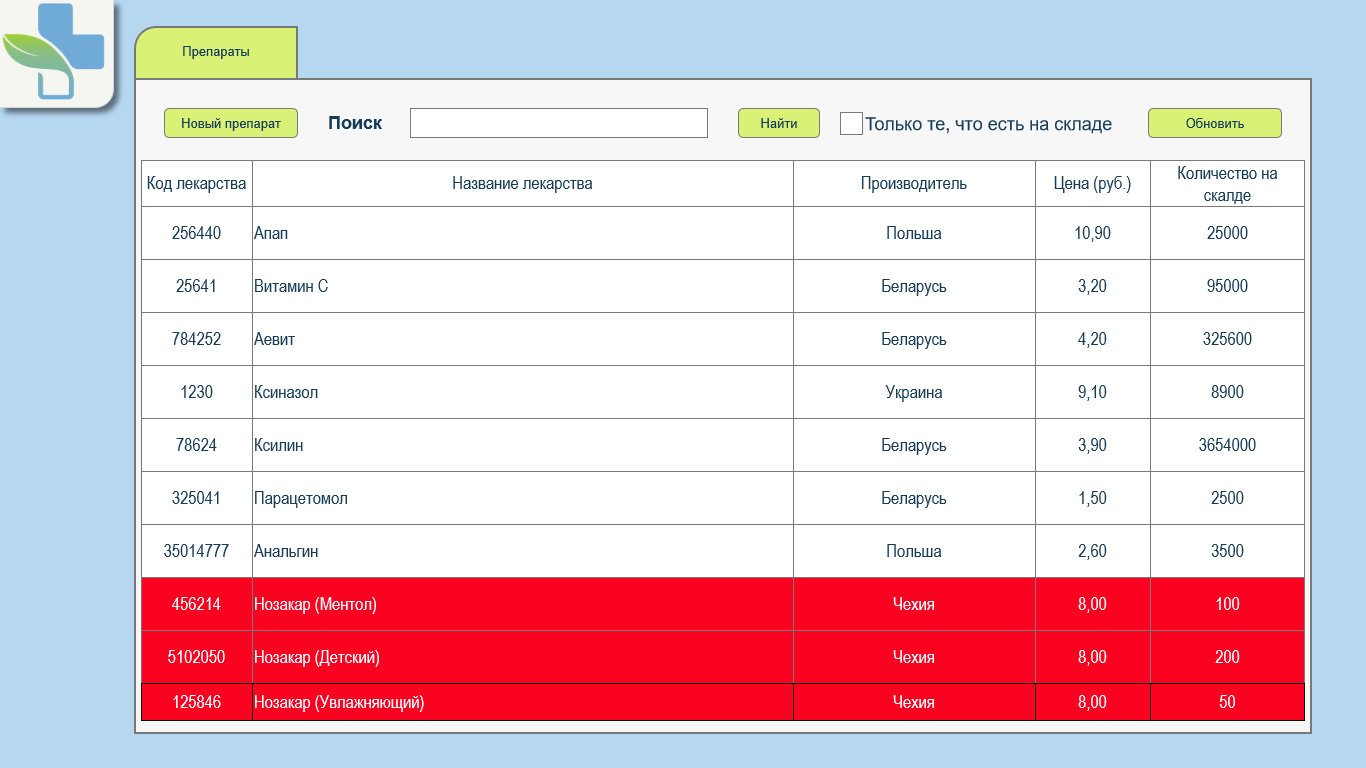 Препараты
Новый препарат Поиск Найти Только те, что есть на складе Обновить
Код лекарства Название лекарства Производитель Цена (руб.) Количество на скалде
256440 Апап Польша 10,90 25000
25641 Витамин С Беларусь 3,20 95000
784252 Аевит Беларусь 4,20 325600
1230 Ксиназол Украина 9,10 8900
78624 Ксилин Беларусь 3,90 3654000
325041 Парацетомол Беларусь 1,50 2500
35014777 Анальгин Польша 2,60 3500
456214 Нозакар (Ментол) Чехия 8,00 100
5102050 Нозакар (Детский) Чехия 8,00 200
125846 Нозакар (Увлажняющий) Чехия 8,00 50